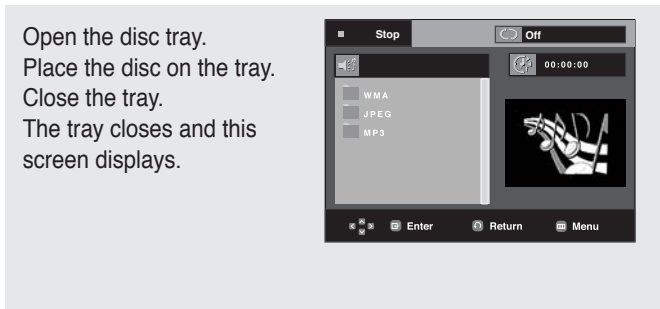 Open the disc tray.
Place the disc on the tray.
Close the tray.
The tray closes and this
screen displays.
Stop
Off
00:00:00
WMA
JPEG
MP3
Enter
Return
Menu